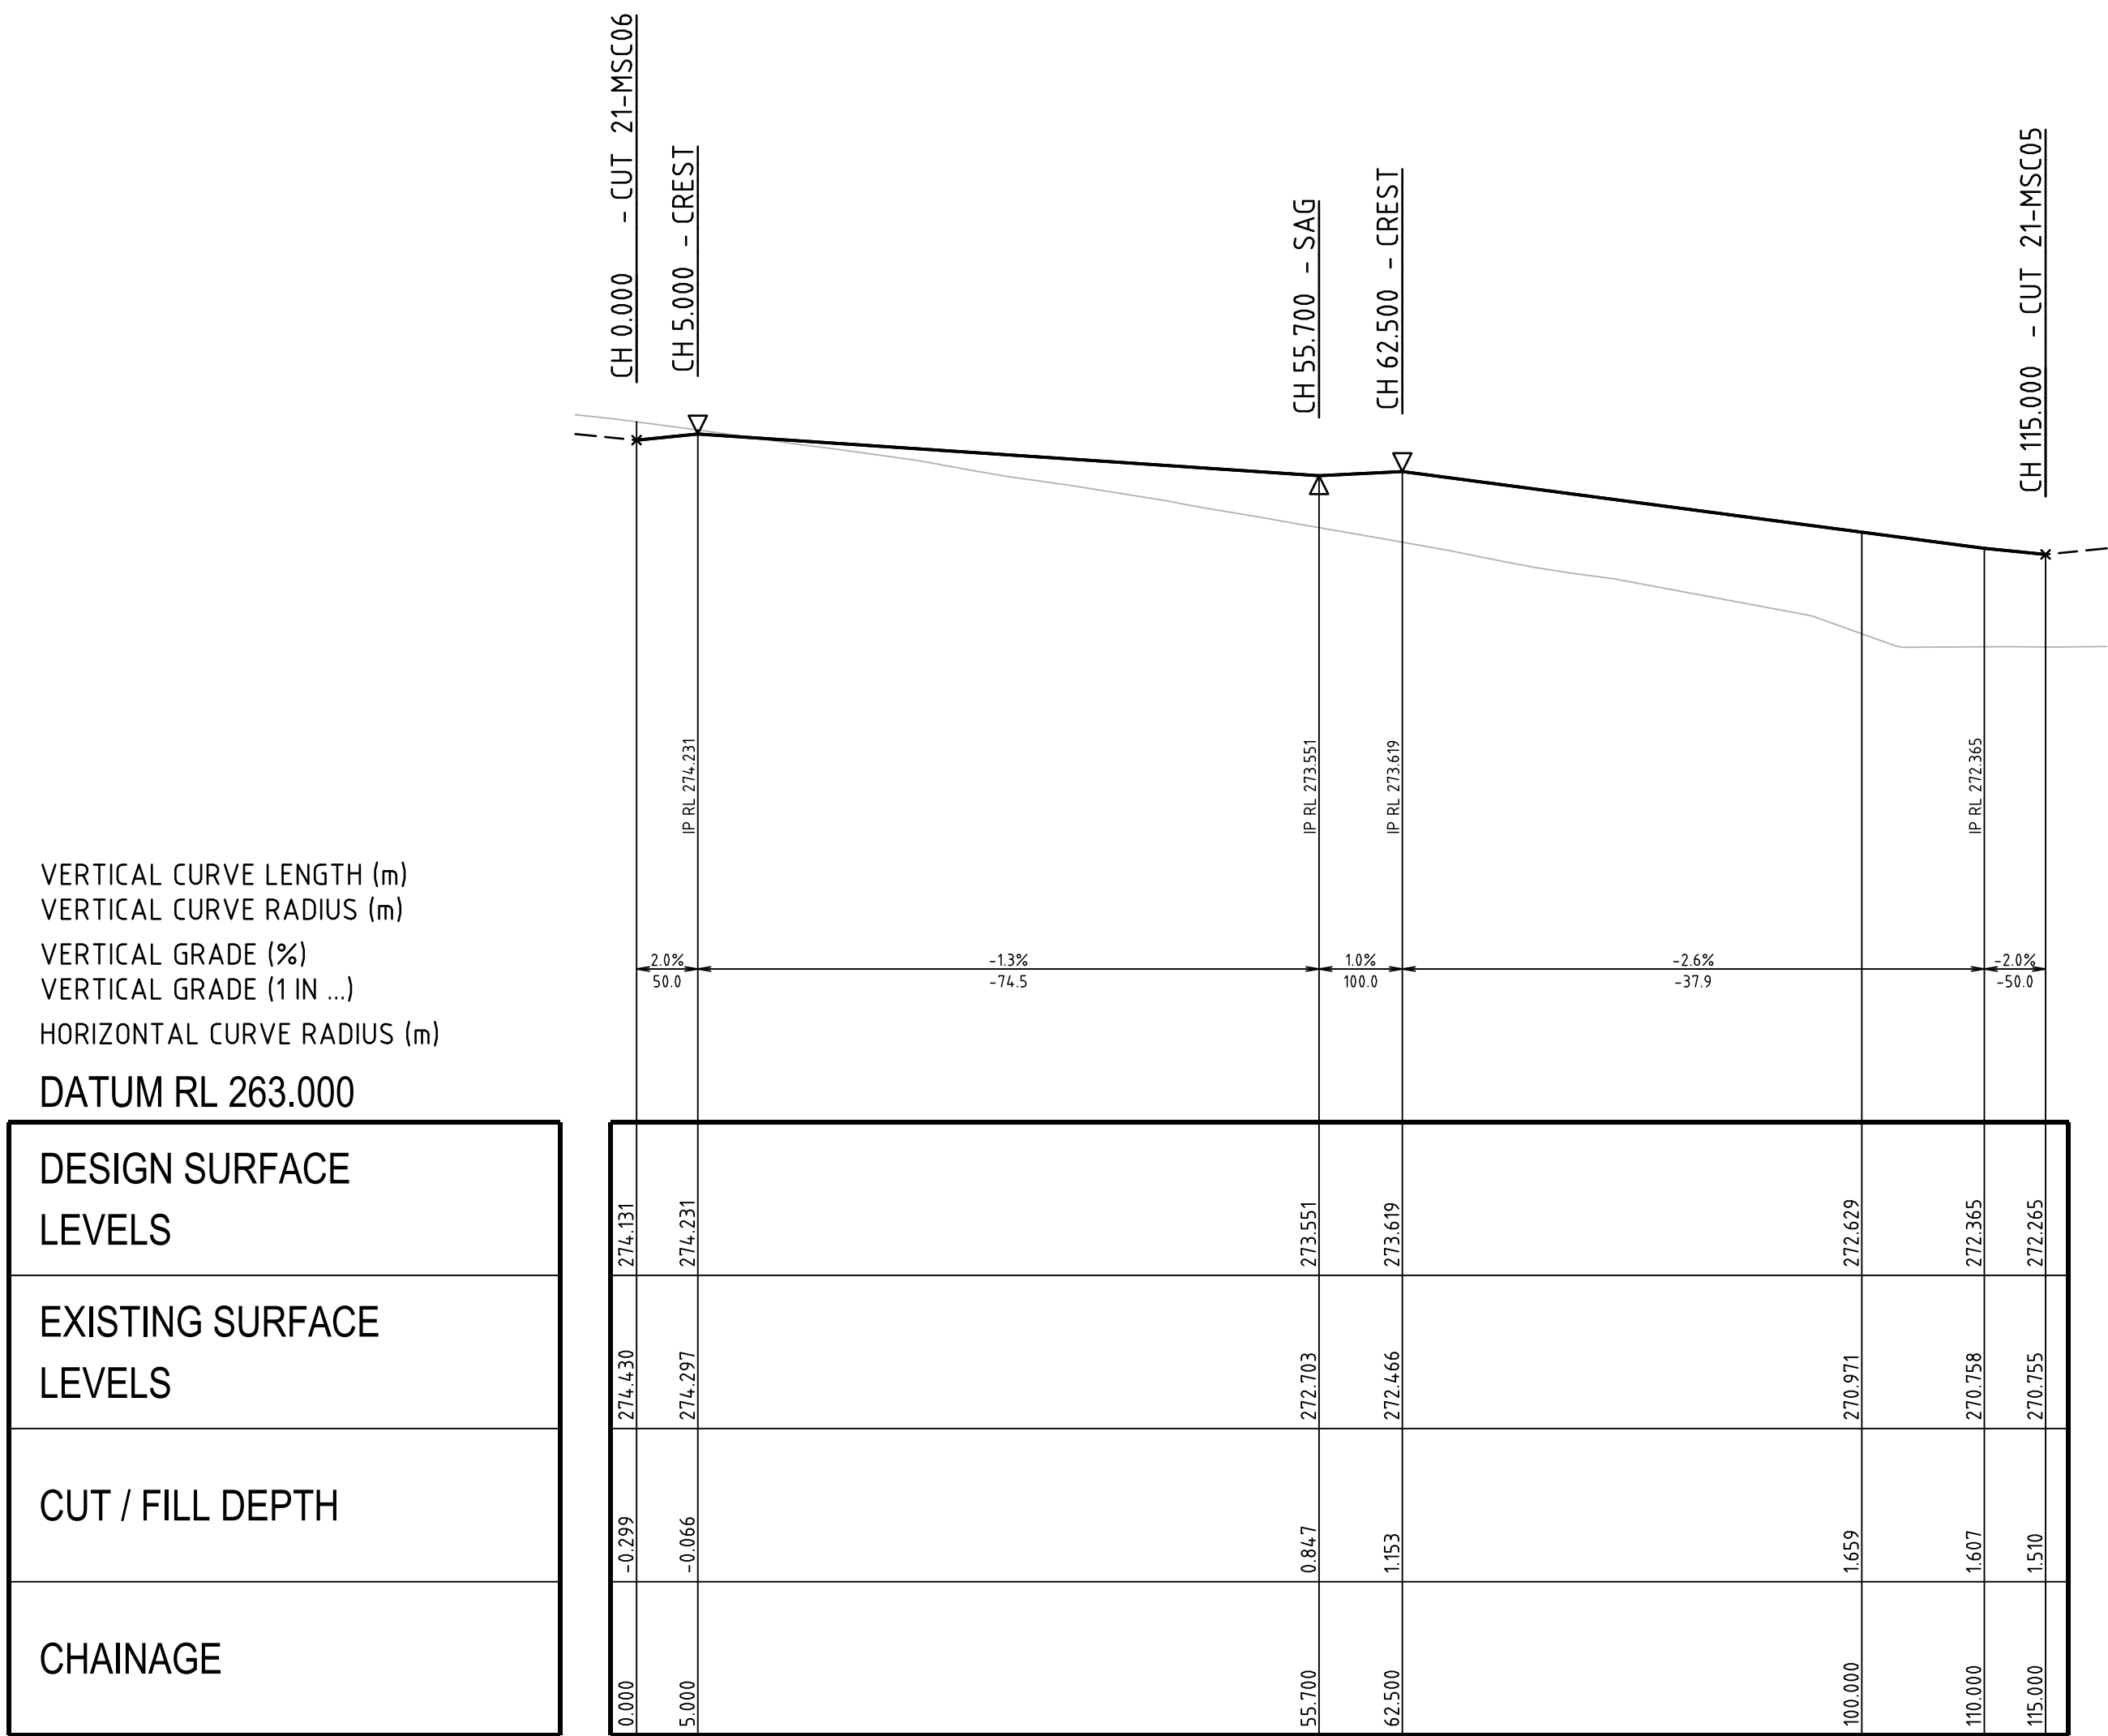 CH 0.000 - CUT 21-MSC06
CH 5.000 - CREST
CH 55.700 - SAG
CH 62.500 - CREST
CH 115.000 - CUT 21-MSC05
IP RL 274.231
IP RL 273.551
IP RL 273.619
IP RL 272.365
VERTICAL CURVE LENGTH (m)
VERTICAL CURVE RADIUS (m)
VERTICAL GRADE (%)
2.0% -1.3% 1.0% -2.6% -2.0%
VERTICAL GRADE (1 IN ...)
50.0 -74.5 100.0 -37.9 -50.0
HORIZONTAL CURVE RADIUS (m)
DATUM RL 263.000
DESIGN SURFACE
LEVELS
274.131 274.231 273.551 273.619 272.629 272.365 272.265
EXISTING SURFACE
LEVELS
274.430 274.297 272.703 272.466 270.971 270.758 270.755
CUT / FILL DEPTH
-0.299 -0.066 0.847 1.153 1.659 1.607 1.510
CHAINAGE
0.000 5.000 55.700 62.500 100.000 110.000 115.000